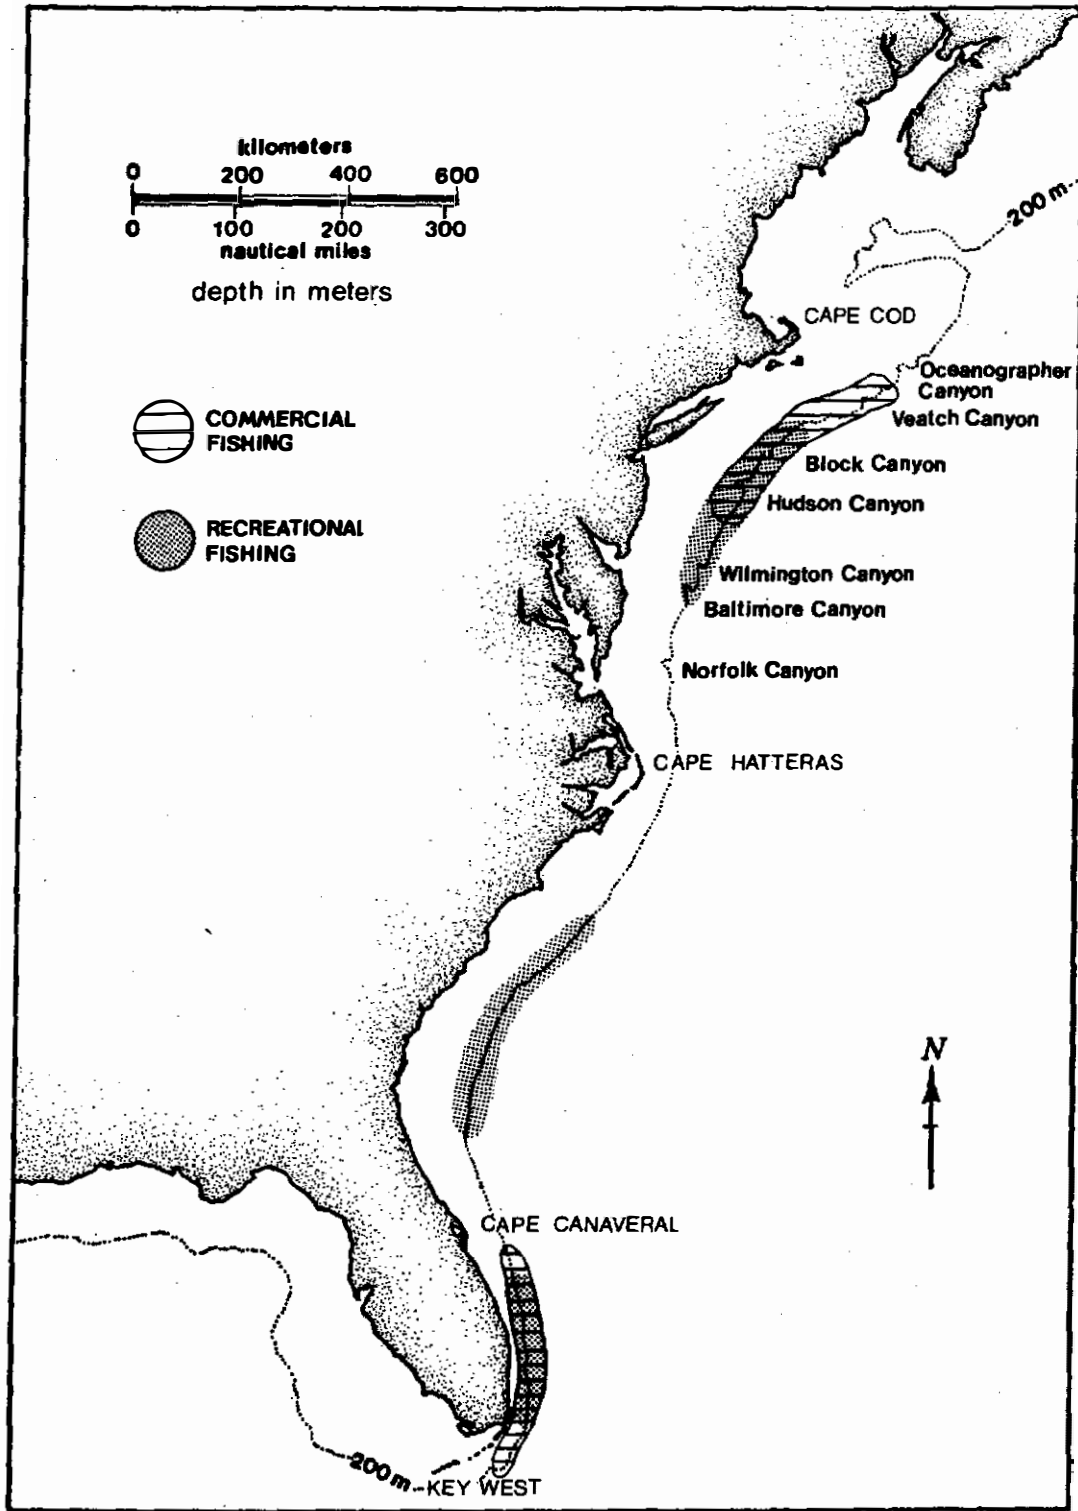 kilometers
0 200 400 600
0 100 200 300
nautical miles
depth in meters
COMMERCIAL
FISHING
RECREATIONAL
FISHING
200 m
CAPE COD
Oceanographer
Canyon
Veatch Canyon
Block Canyon
Hudson Canyon
Wilmington Canyon
Baltimore Canyon
Norfolk Canyon
CAPE HATTERAS
N
CAPE CANAVERAL
200 m
KEY WEST